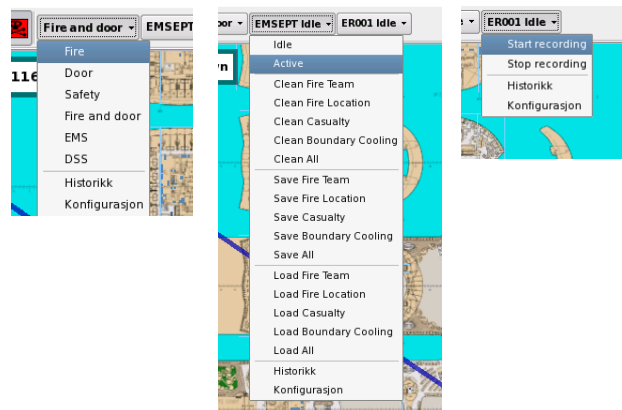 Fire and door
EMSEPT
116
Fire
Door
Safety
Fire and door
EMS
DSS
Historikk
Konfigurasjon
oor
EMSEPT Idle
ER001 Idle
Idle
Active
Clean Fire Team
Clean Fire Location
Clean Casualty
Clean Boundary Cooling
Clean All
Save Fire Team
Save Fire Location
Save Casualty
Save Boundary Cooling
Save All
Load Fire Team
Load Fire Location
Load Casualty
Load Boundary Cooling
Load All
Historikk
Konfigurasjon
ER001 Idle
Start recording
Stop recording
Historikk
Konfigurasjon